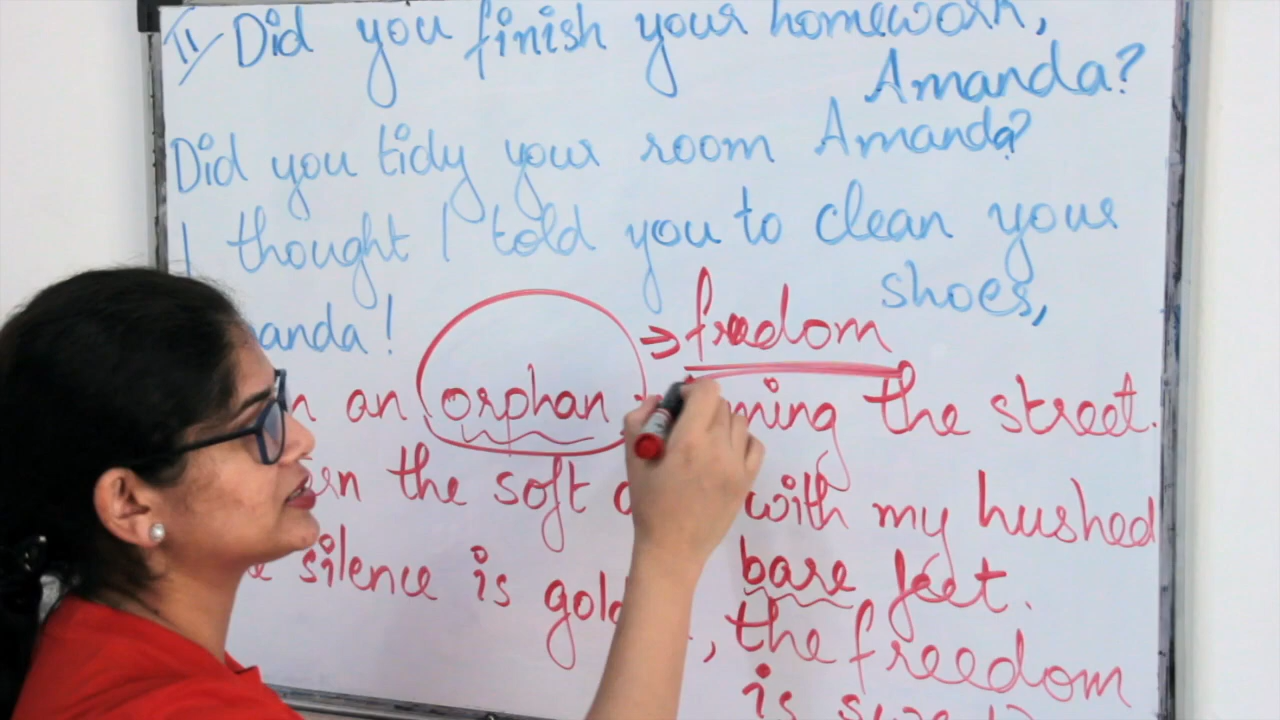 II/ Did you finish your homework,
Amanda?
Did you tidy your room Amanda?
I thought I told you to clean your
shoes,
anda!
⇒ freedom
an orphan the street.
the soft with my hushed
bare feet.
silence is , the freedom
is